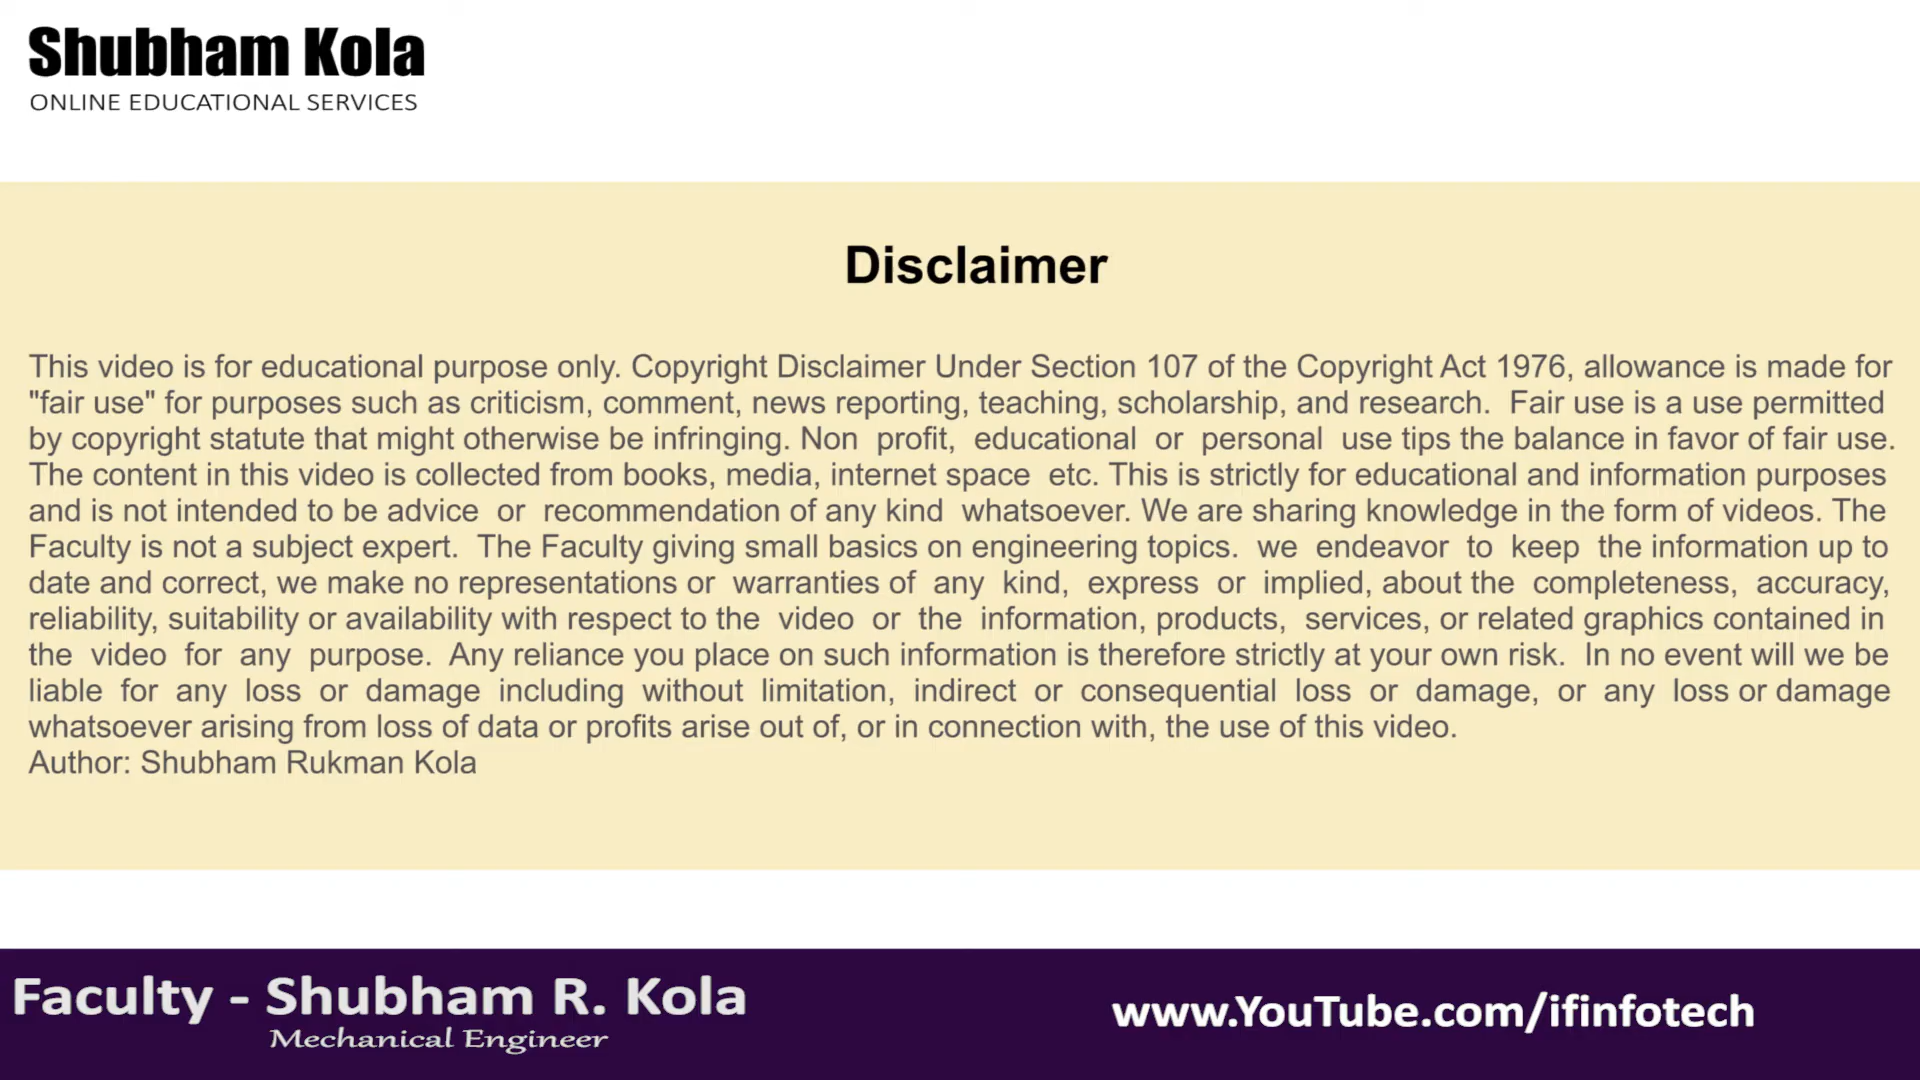 Shubham Kola
ONLINE EDUCATIONAL SERVICES
Disclaimer
This video is for educational purpose only. Copyright Disclaimer Under Section 107 of the Copyright Act 1976, allowance is made for
"fair use" for purposes such as criticism, comment, news reporting, teaching, scholarship, and research. Fair use is a use permitted
by copyright statute that might otherwise be infringing. Non profit, educational or personal use tips the balance in favor of fair use.
The content in this video is collected from books, media, internet space etc. This is strictly for educational and information purposes
and is not intended to be advice or recommendation of any kind whatsoever. We are sharing knowledge in the form of videos. The
Faculty is not a subject expert. The Faculty giving small basics on engineering topics. we endeavor to keep the information up to
date and correct, we make no representations or warranties of any kind, express or implied, about the completeness, accuracy,
reliability, suitability or availability with respect to the video or the information, products, services, or related graphics contained in
the video for any purpose. Any reliance you place on such information is therefore strictly at your own risk. In no event will we be
liable for any loss or damage including without limitation, indirect or consequential loss or damage, or any loss or damage
whatsoever arising from loss of data or profits arise out of, or in connection with, the use of this video.
Author: Shubham Rukman Kola
Faculty - Shubham R. Kola
Mechanical Engineer
www.YouTube.com/ifinfotech